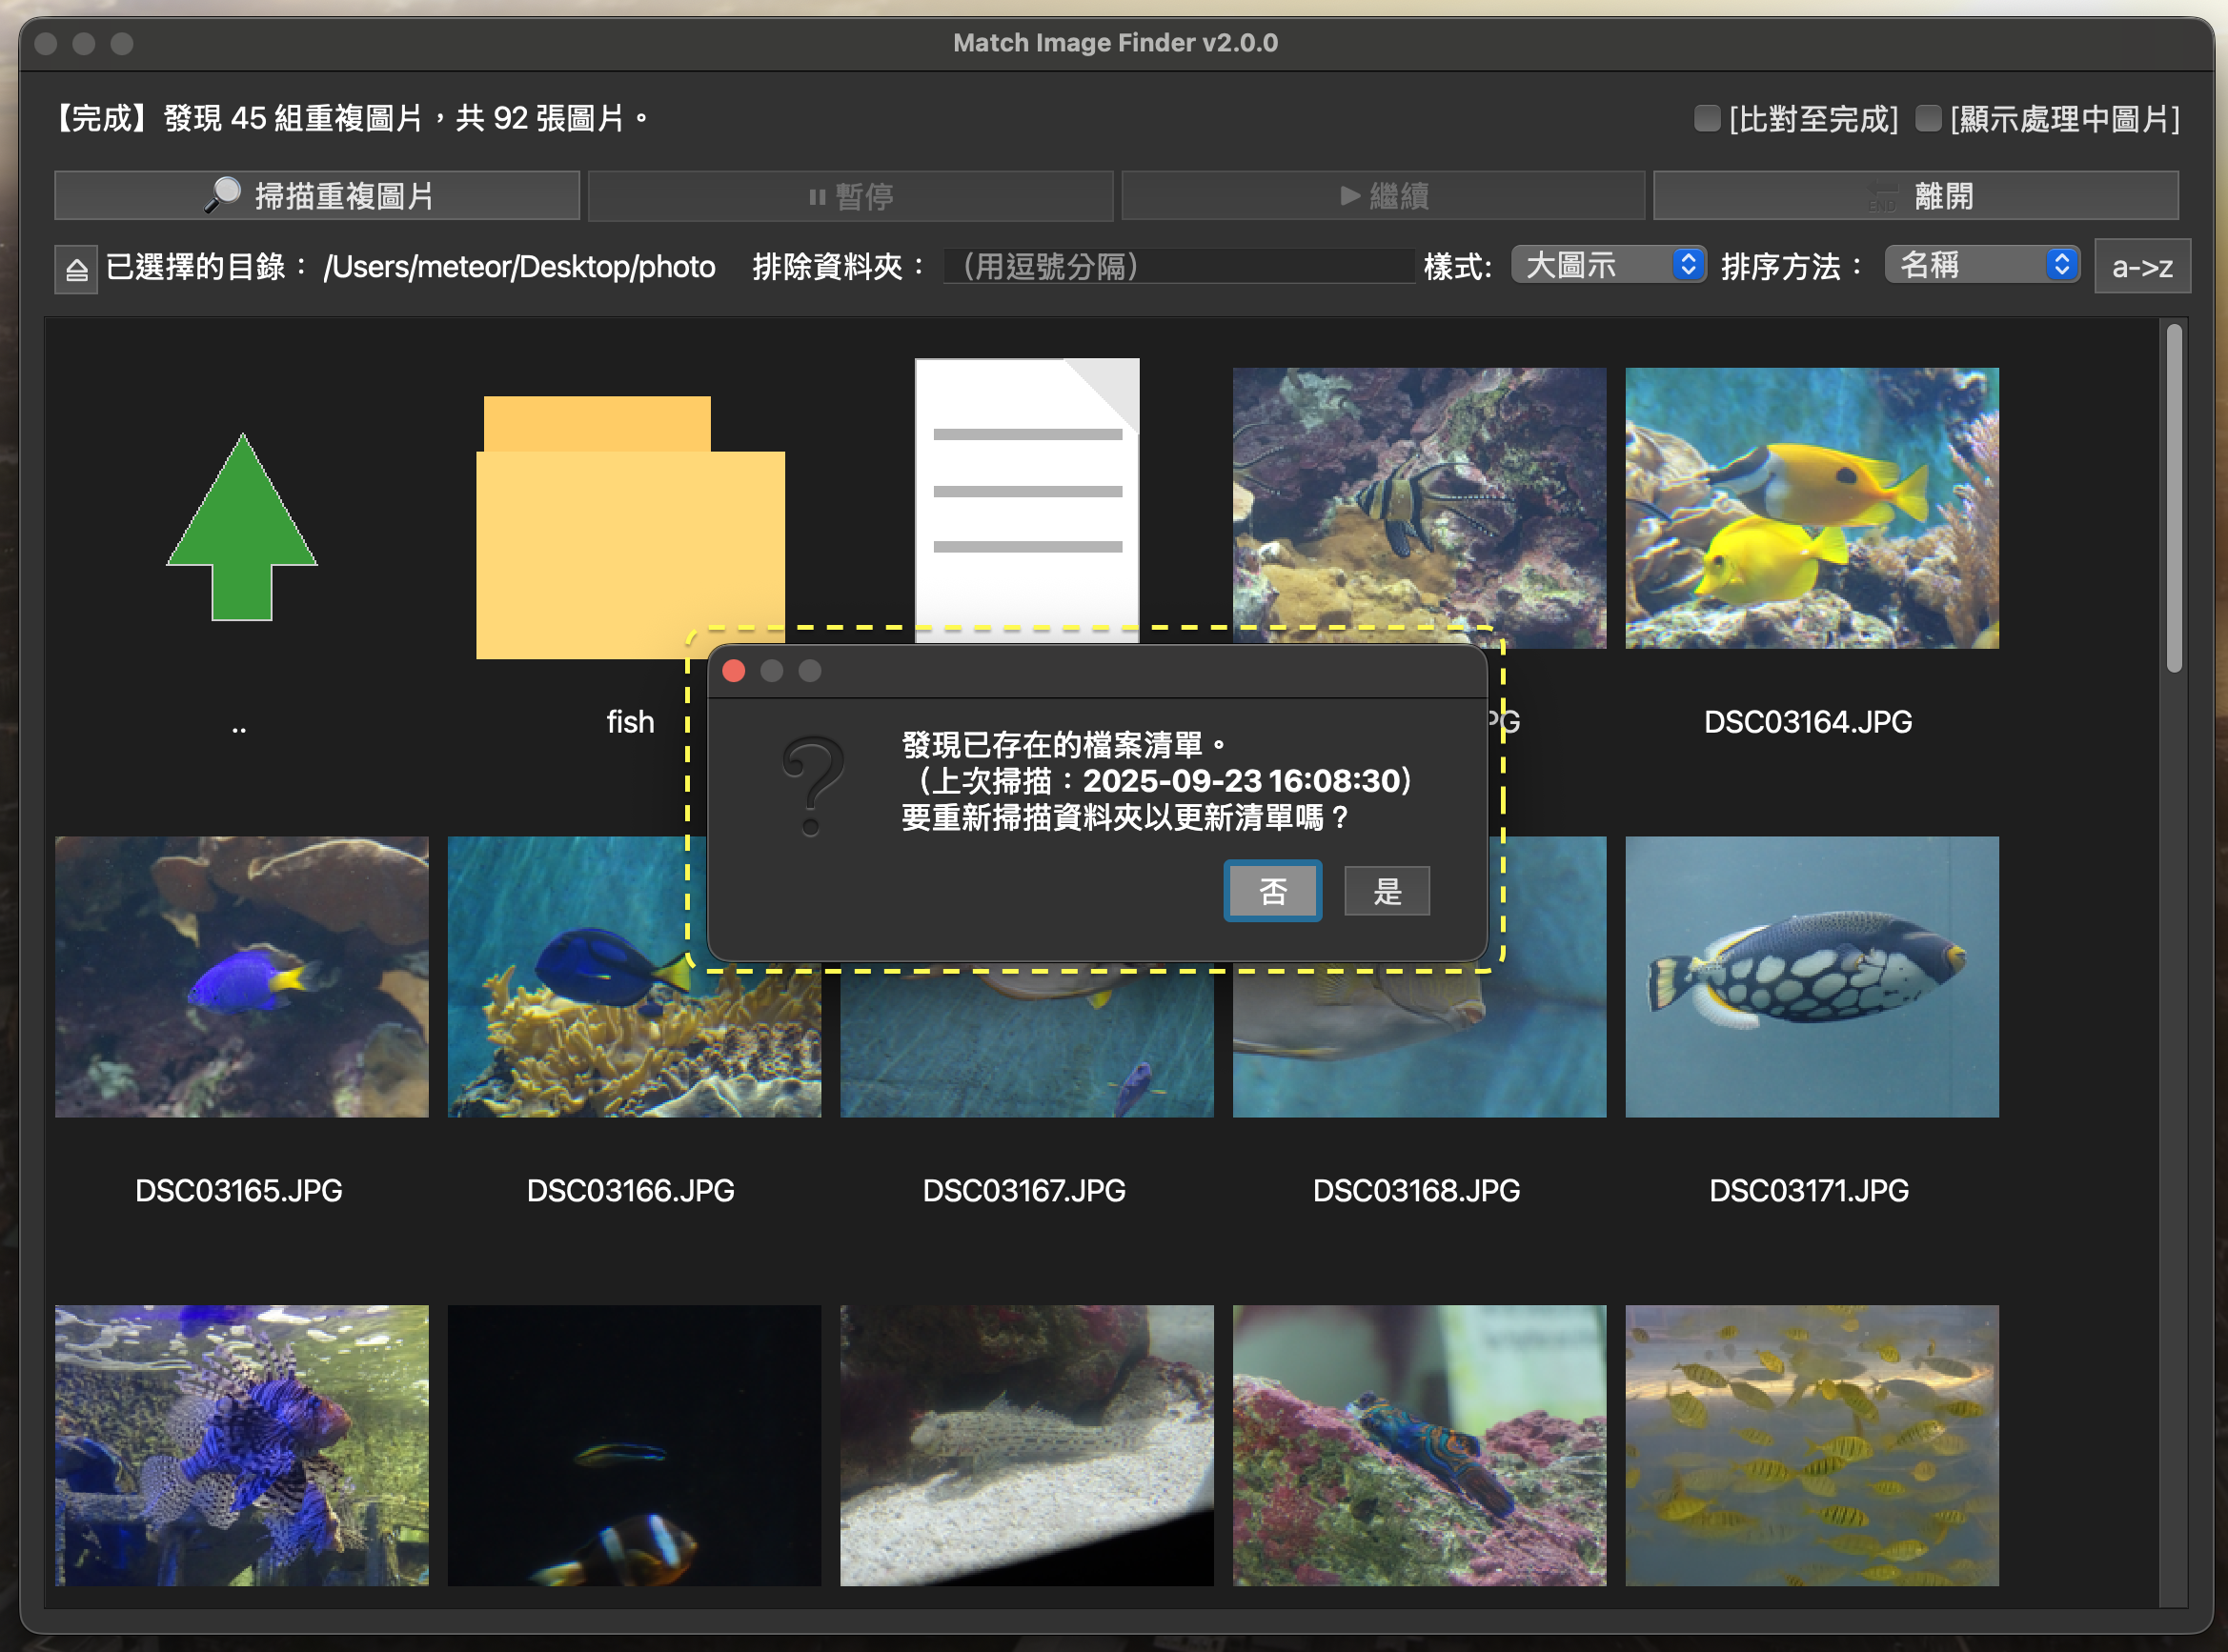 Match Image Finder v2.0.0
【完成】發現 45 組重複圖片，共 92 張圖片。
[比對至完成] [顯示處理中圖片]
掃描重複圖片 暫停 繼續 END 離開
已選擇的目錄： /Users/meteor/Desktop/photo 排除資料夾： （用逗號分隔） 樣式: 大圖示 排序方法： 名稱 a->z
.. fish PG DSC03164.JPG
發現已存在的檔案清單。
（上次掃描：2025-09-23 16:08:30）
要重新掃描資料夾以更新清單嗎？
否 是
DSC03165.JPG DSC03166.JPG DSC03167.JPG DSC03168.JPG DSC03171.JPG